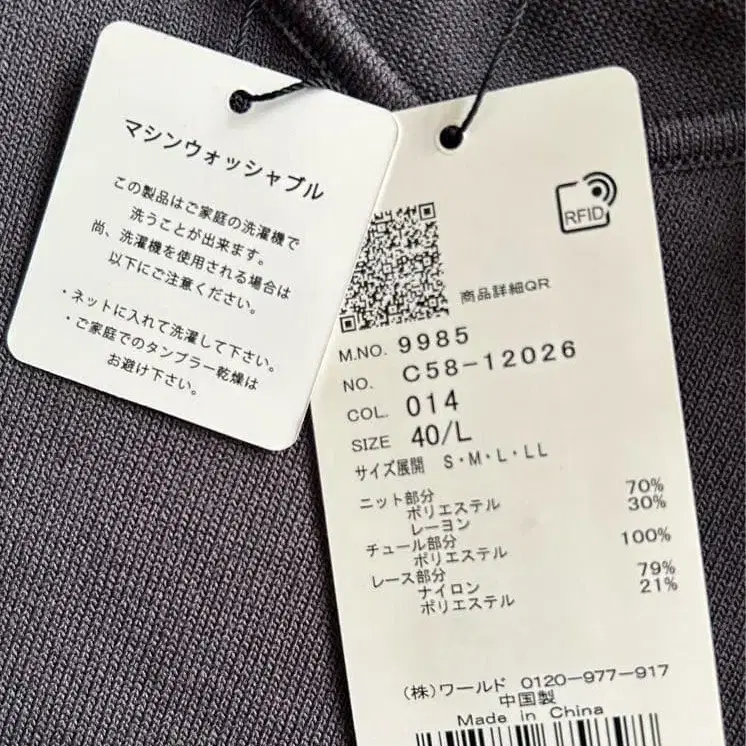 マシンウォッシャブル
この製品はご家庭の洗濯機で
洗うことが出来ます。
尚、洗濯機を使用される場合は
以下にご注意ください。
・ネットに入れて洗濯して下さい。
・ご家庭でのタンブラー乾燥は
お避け下さい。
RFID
商品詳細QR
M.NO. 9985
NO. C58-12026
COL. 014
SIZE 40/L
サイズ展開 S・M・L・LL
ニット部分
ポリエステル 70%
レーヨン 30%
チュール部分
ポリエステル 100%
レース部分
ナイロン 79%
ポリエステル 21%
(株)ワールド 0120-977-917
中国製
Made in China